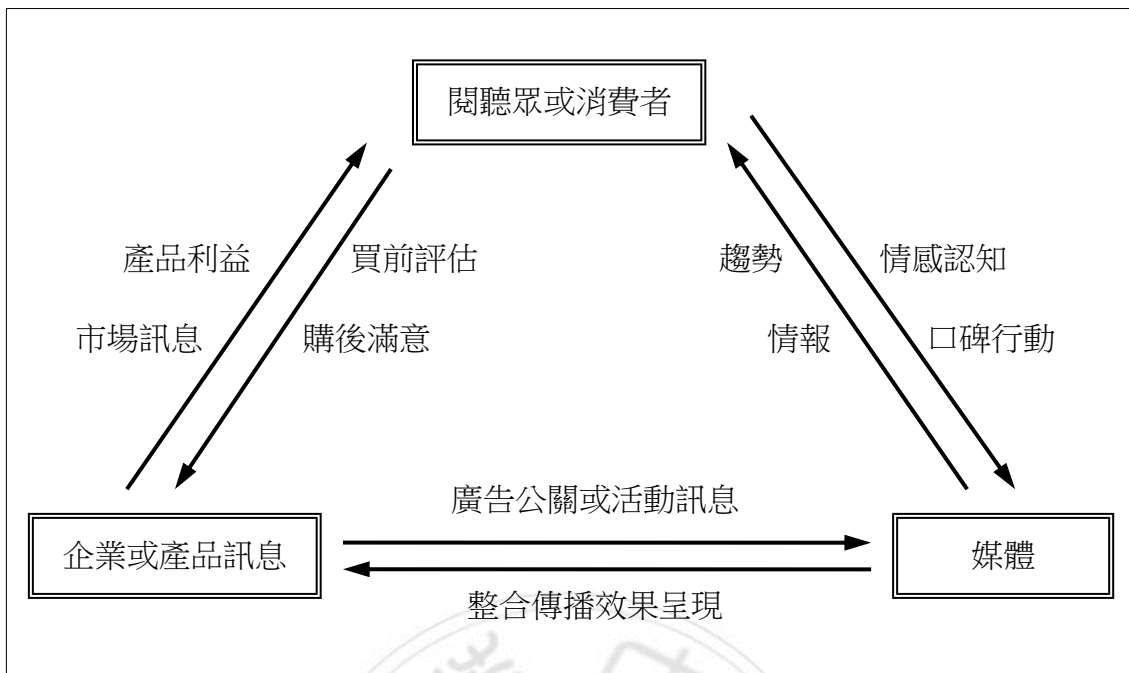 閱聽眾或消費者
產品利益
買前評估
趨勢
情感認知
市場訊息
購後滿意
情報
口碑行動
廣告公關或活動訊息
企業或產品訊息
媒體
整合傳播效果呈現